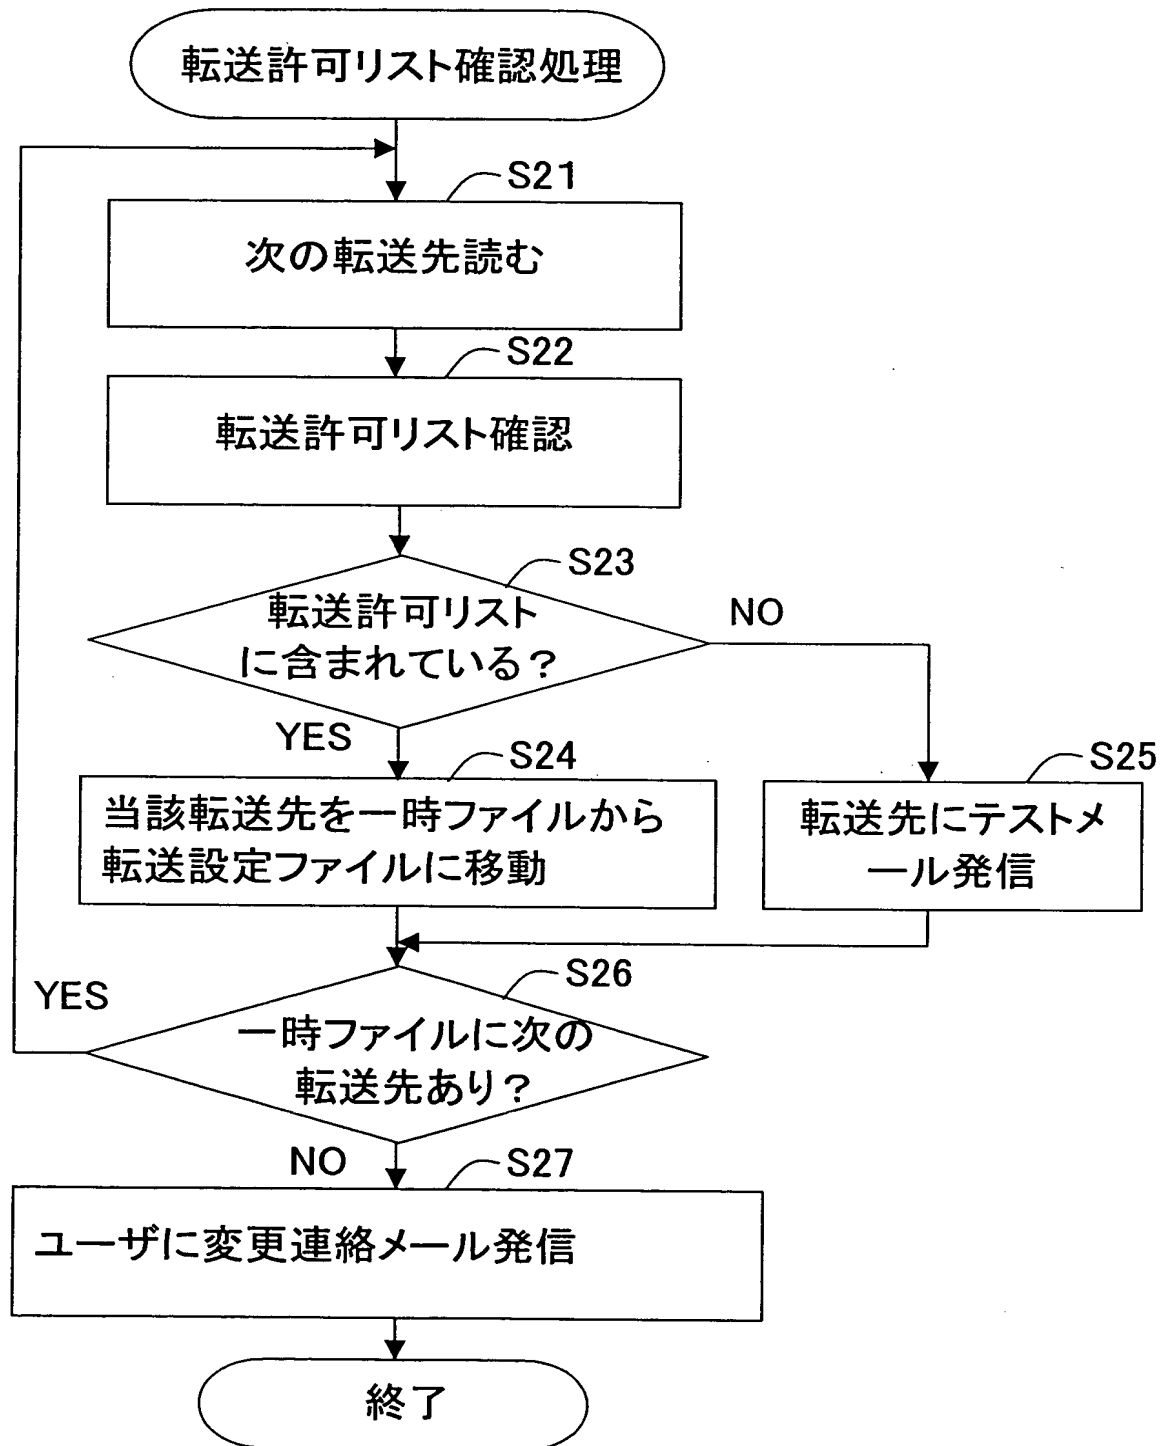 転送許可リスト確認処理
S21
次の転送先読む
S22
転送許可リスト確認
S23
転送許可リスト
に含まれている?
NO
YES
S24
当該転送先を一時ファイルから
転送設定ファイルに移動
S25
転送先にテストメ
ール発信
S26
YES
一時ファイルに次の
転送先あり?
NO
S27
ユーザに変更連絡メール発信
終了